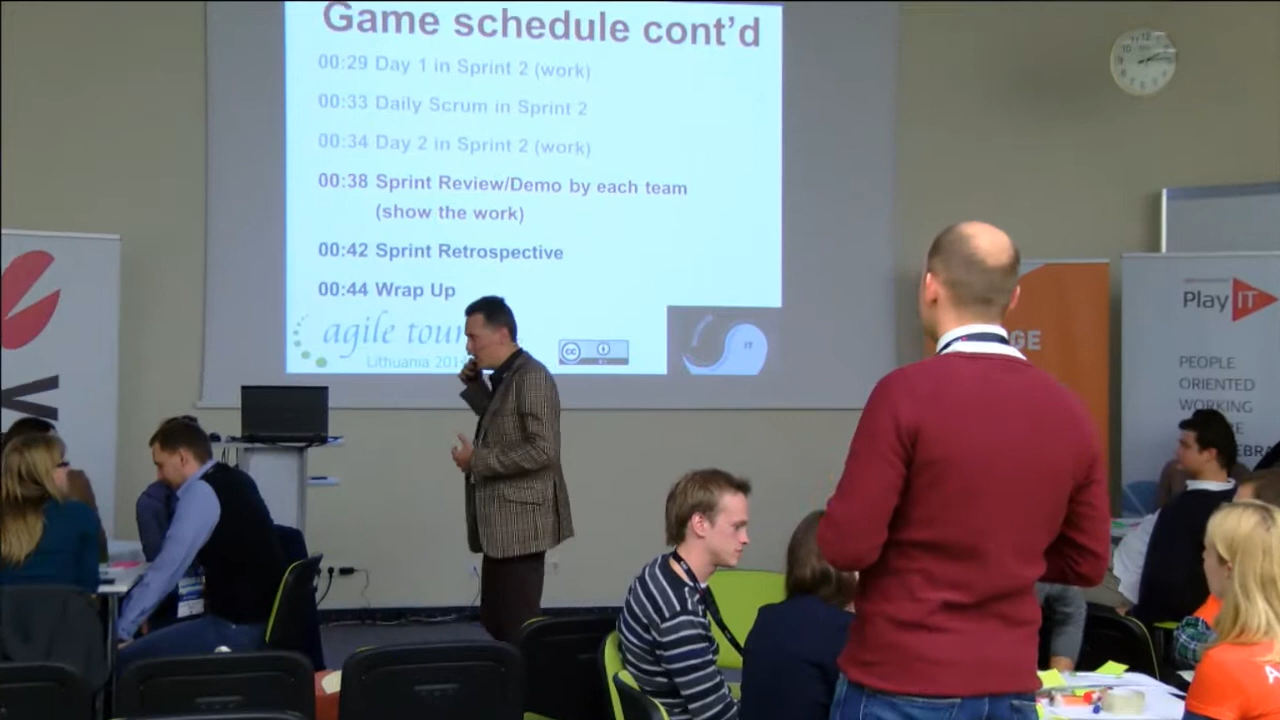 Game schedule cont’d
00:29 Day 1 in Sprint 2 (work)
00:33 Daily Scrum in Sprint 2
00:34 Day 2 in Sprint 2 (work)
00:38 Sprint Review/Demo by each team
(show the work)
00:42 Sprint Retrospective
00:44 Wrap Up
agile tour
Lithuania
cc
IT
Play IT
PEOPLE
ORIENTED
WORKING